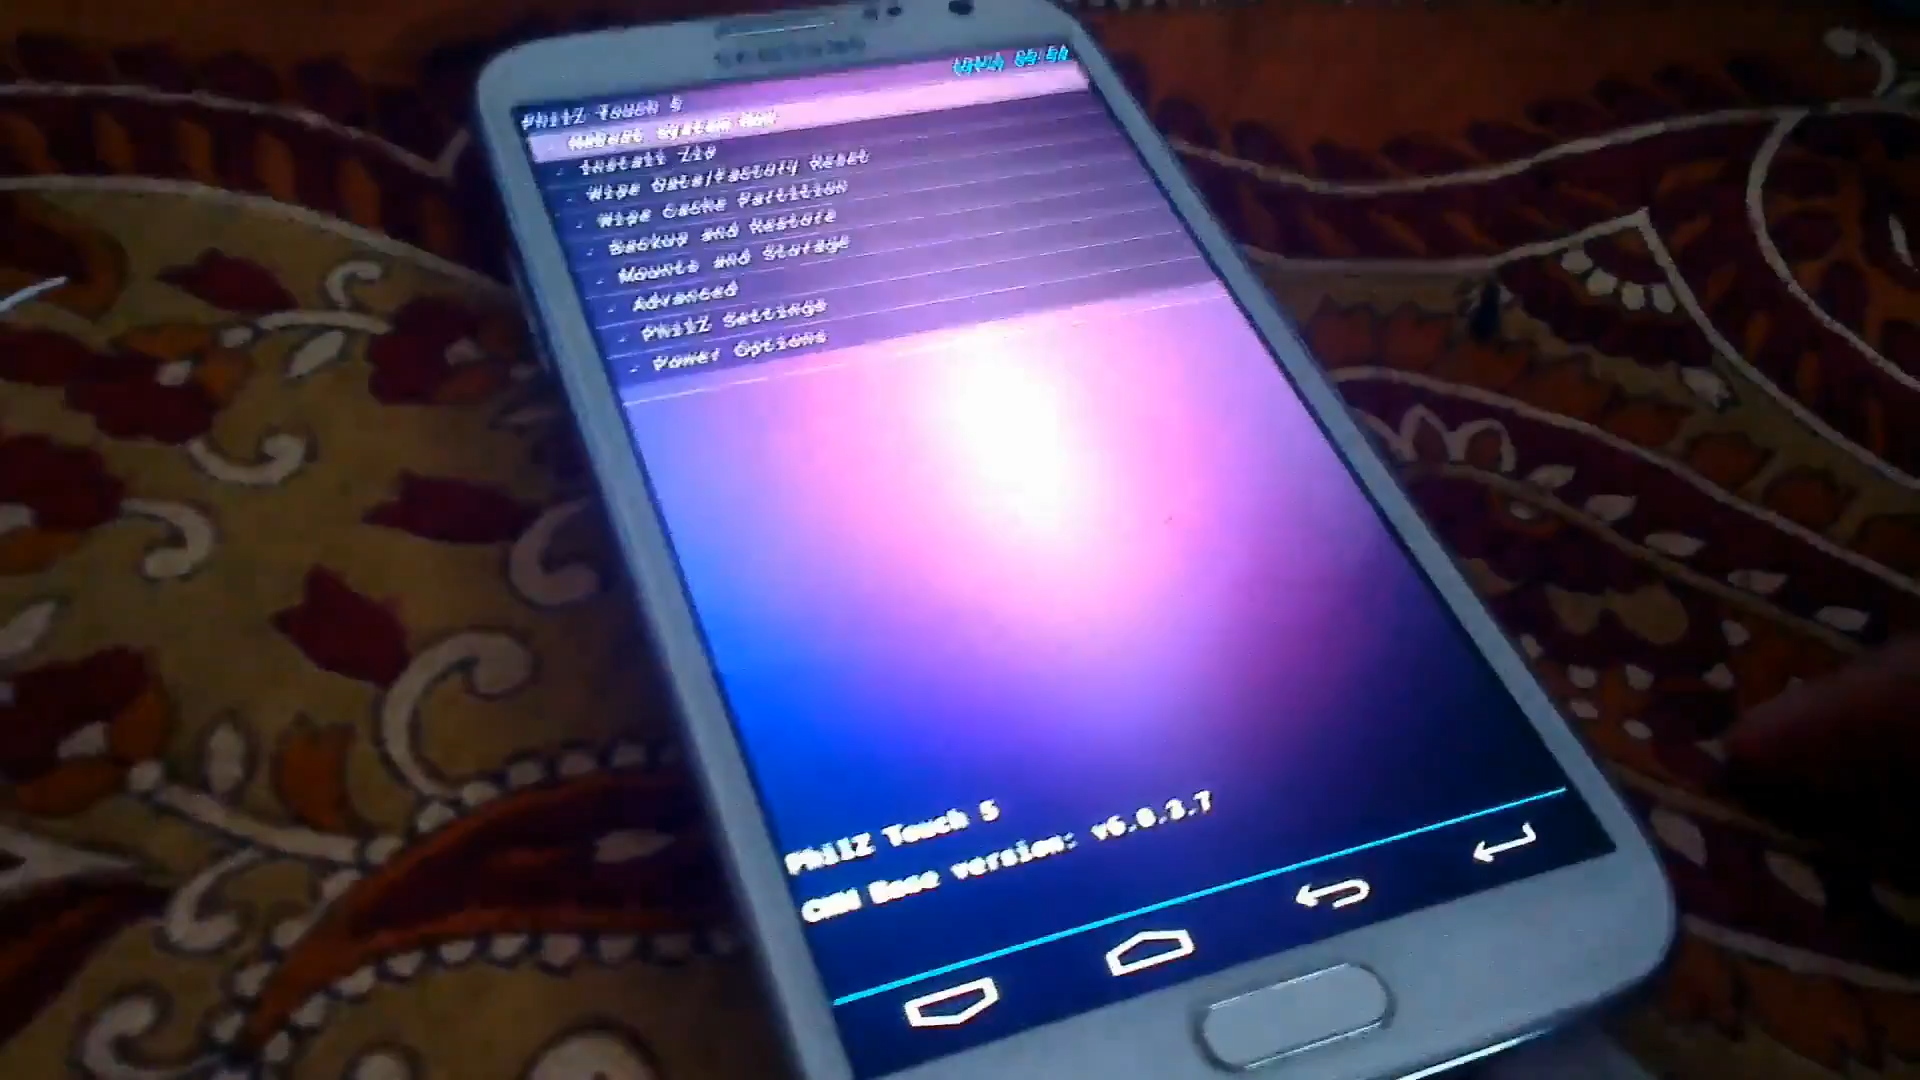 PhilZ Touch 5
- Reboot System Now
- Install Zip
- Wipe Data/Factory Reset
- Wipe Cache Partition
- Backup and Restore
- Mounts and Storage
- Advanced
- PhilZ Settings
- Power Options
PhilZ Touch 5
CWM Base version: v6.0.3.7